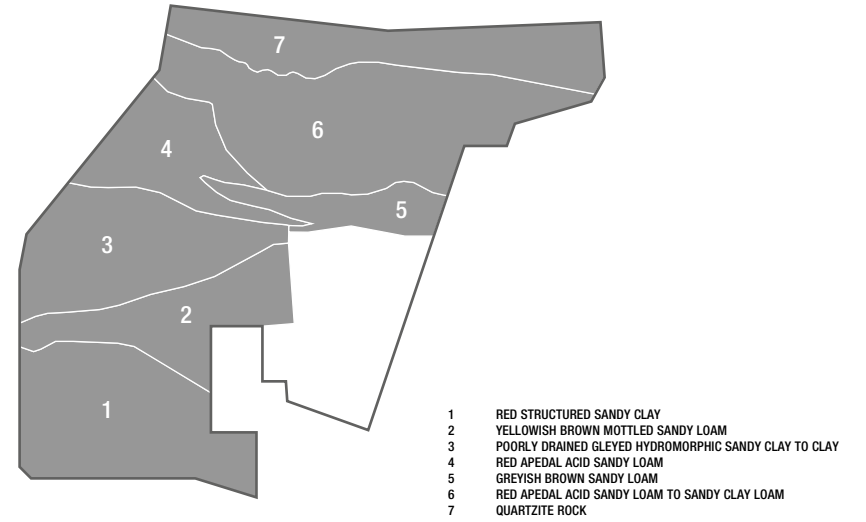 7
6
4
5
3
2
1
1 RED STRUCTURED SANDY CLAY
2 YELLOWISH BROWN MOTTLED SANDY LOAM
3 POORLY DRAINED GLEYED HYDROMORPHIC SANDY CLAY TO CLAY
4 RED APEDAL ACID SANDY LOAM
5 GREYISH BROWN SANDY LOAM
6 RED APEDAL ACID SANDY LOAM TO SANDY CLAY LOAM
7 QUARTZITE ROCK